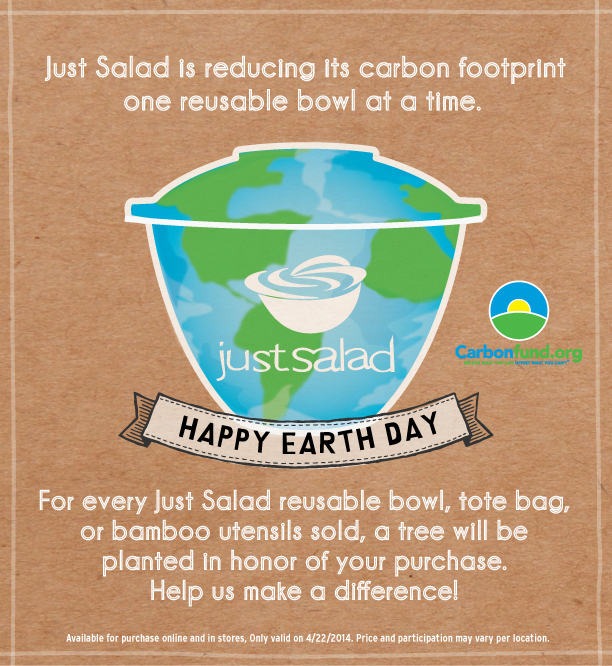 Just Salad is reducing its carbon footprint
one reusable bowl at a time.
justsalad
Carbonfund.org
HAPPY EARTH DAY
For every Just Salad reusable bowl, tote bag,
or bamboo utensils sold, a tree will be
planted in honor of your purchase.
Help us make a difference!
Available for purchase online and in stores, Only valid on 4/22/2014. Price and participation may vary per location.